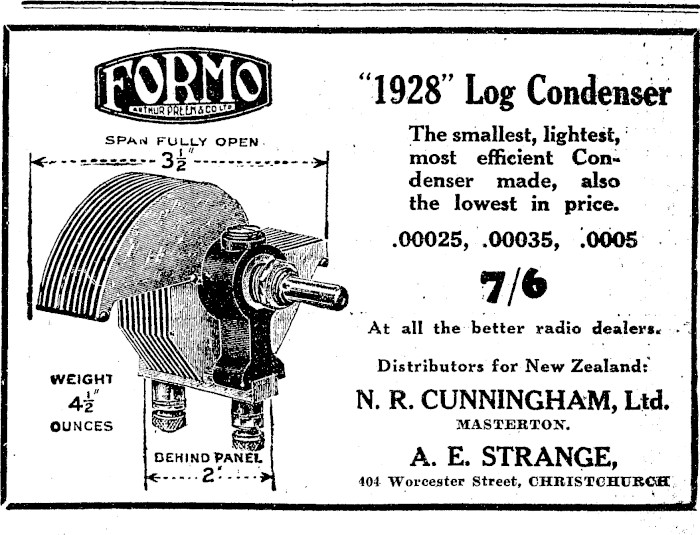 FORMO
ARTHUR PREEN & CO LTD
SPAN FULLY OPEN
3½"
WEIGHT
4½"
OUNCES
BEHIND PANEL
2"
"1928" Log Condenser
The smallest, lightest,
most efficient Con-
denser made, also
the lowest in price.
.00025, .00035, .0005
7/6
At all the better radio dealers.
Distributors for New Zealand:
N. R. CUNNINGHAM, Ltd.
MASTERTON.
A. E. STRANGE,
404 Worcester Street, CHRISTCHURCH